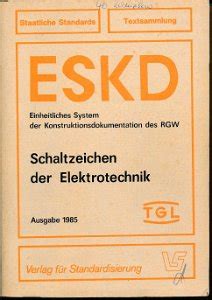 Staatliche Standards
Textsammlung
ESKD
Einheitliches System
der Konstruktionsdokumentation des RGW
Schaltzeichen
der Elektrotechnik
Ausgabe 1985
TGL
Verlag für Standardisierung